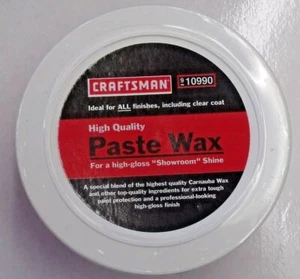 CRAFTSMAN 9 10990
Ideal for ALL finishes, including clear coat
High Quality
Paste Wax
For a high-gloss "Showroom" Shine
A special blend of the highest quality Carnauba Wax
and other top-quality ingredients for extra tough
paint protection and a professional-looking
high-gloss finish